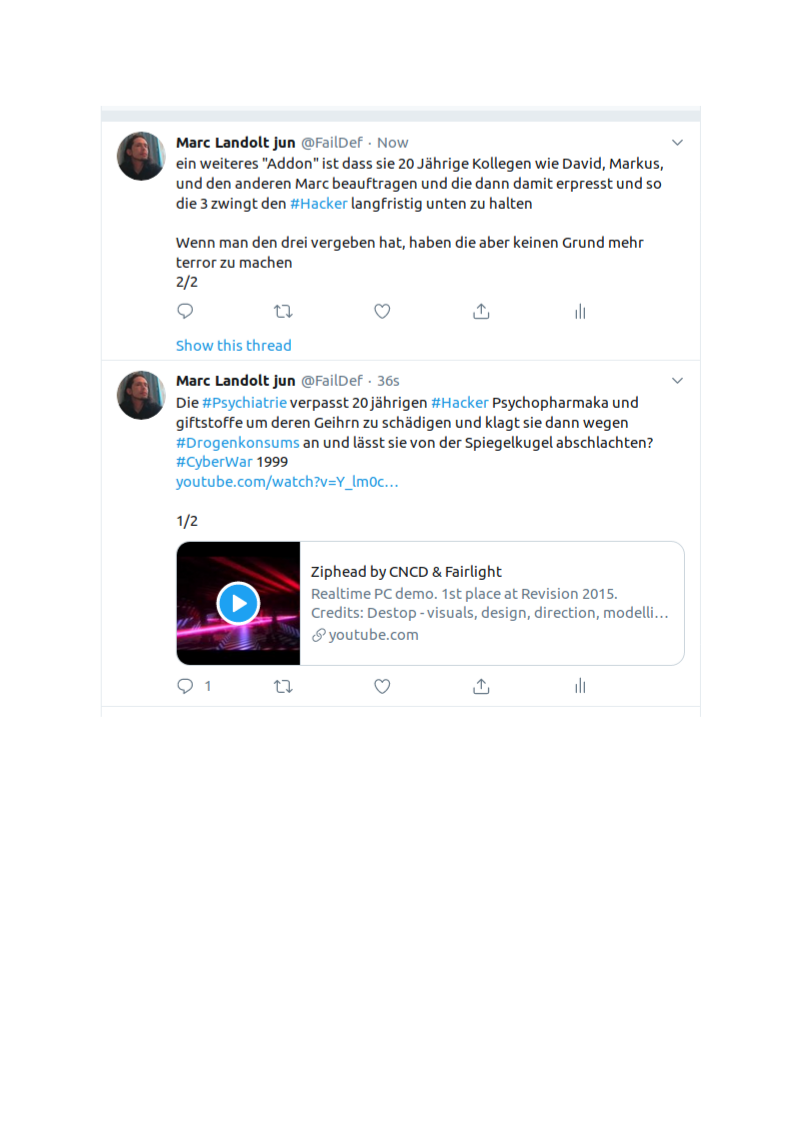 Marc Landolt jun @FailDef · Now
ein weiteres "Addon" ist dass sie 20 Jährige Kollegen wie David, Markus,
und den anderen Marc beauftragen und die dann damit erpresst und so
die 3 zwingt den #Hacker langfristig unten zu halten
Wenn man den drei vergeben hat, haben die aber keinen Grund mehr
terror zu machen
2/2
Show this thread
Marc Landolt jun @FailDef · 36s
Die #Psychiatrie verpasst 20 jährigen #Hacker Psychopharmaka und
giftstoffe um deren Geihrn zu schädigen und klagt sie dann wegen
#Drogenkonsums an und lässt sie von der Spiegelkugel abschlachten?
#CyberWar 1999
youtube.com/watch?v=Y_lm0c…
1/2
Ziphead by CNCD & Fairlight
Realtime PC demo. 1st place at Revision 2015.
Credits: Destop - visuals, design, direction, modelli…
youtube.com
1